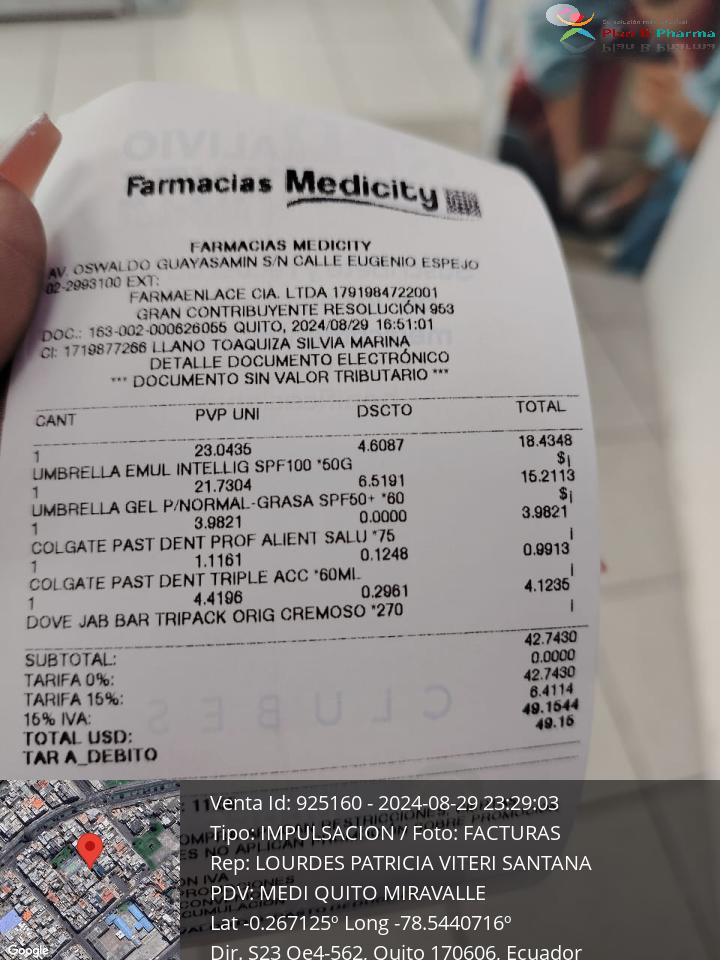 Plan B Pharma
ALIVIO
Farmacias Medicity
FARMACIAS MEDICITY
AV. OSWALDO GUAYASAMIN S/N CALLE EUGENIO ESPEJO
02-2993100 EXT:
FARMAENLACE CIA. LTDA 1791984722001
GRAN CONTRIBUYENTE RESOLUCIÓN 953
DOC.: 163-002-000626055 QUITO, 2024/08/29 16:51:01
CI: 1719877266 LLANO TOAQUIZA SILVIA MARINA
DETALLE DOCUMENTO ELECTRÓNICO
*** DOCUMENTO SIN VALOR TRIBUTARIO ***
CANT PVP UNI DSCTO TOTAL
1 23.0435 4.6087 18.4348
UMBRELLA EMUL INTELLIG SPF100 *50G $¡
1 21.7304 6.5191 15.2113
UMBRELLA GEL P/NORMAL-GRASA SPF50+ *60 $¡
1 3.9821 0.0000 3.9821
COLGATE PAST DENT PROF ALIENT SALU *75 ¡
1 1.1161 0.1248 0.9913
COLGATE PAST DENT TRIPLE ACC *60ML ¡
1 4.4196 0.2961 4.1235
DOVE JAB BAR TRIPACK ORIG CREMOSO *270 ¡
SUBTOTAL: 42.7430
TARIFA 0%: 0.0000
TARIFA 15%: 42.7430
15% IVA: 6.4114
TOTAL USD: 49.1544
TAR A_DEBITO 49.15
CLUBES
Venta Id: 925160 - 2024-08-29 23:29:03
Tipo: IMPULSACION / Foto: FACTURAS
Rep: LOURDES PATRICIA VITERI SANTANA
PDV: MEDI QUITO MIRAVALLE
Lat -0.267125º Long -78.5440716º
Dir. S23 Oe4-562, Quito 170606, Ecuador
Google